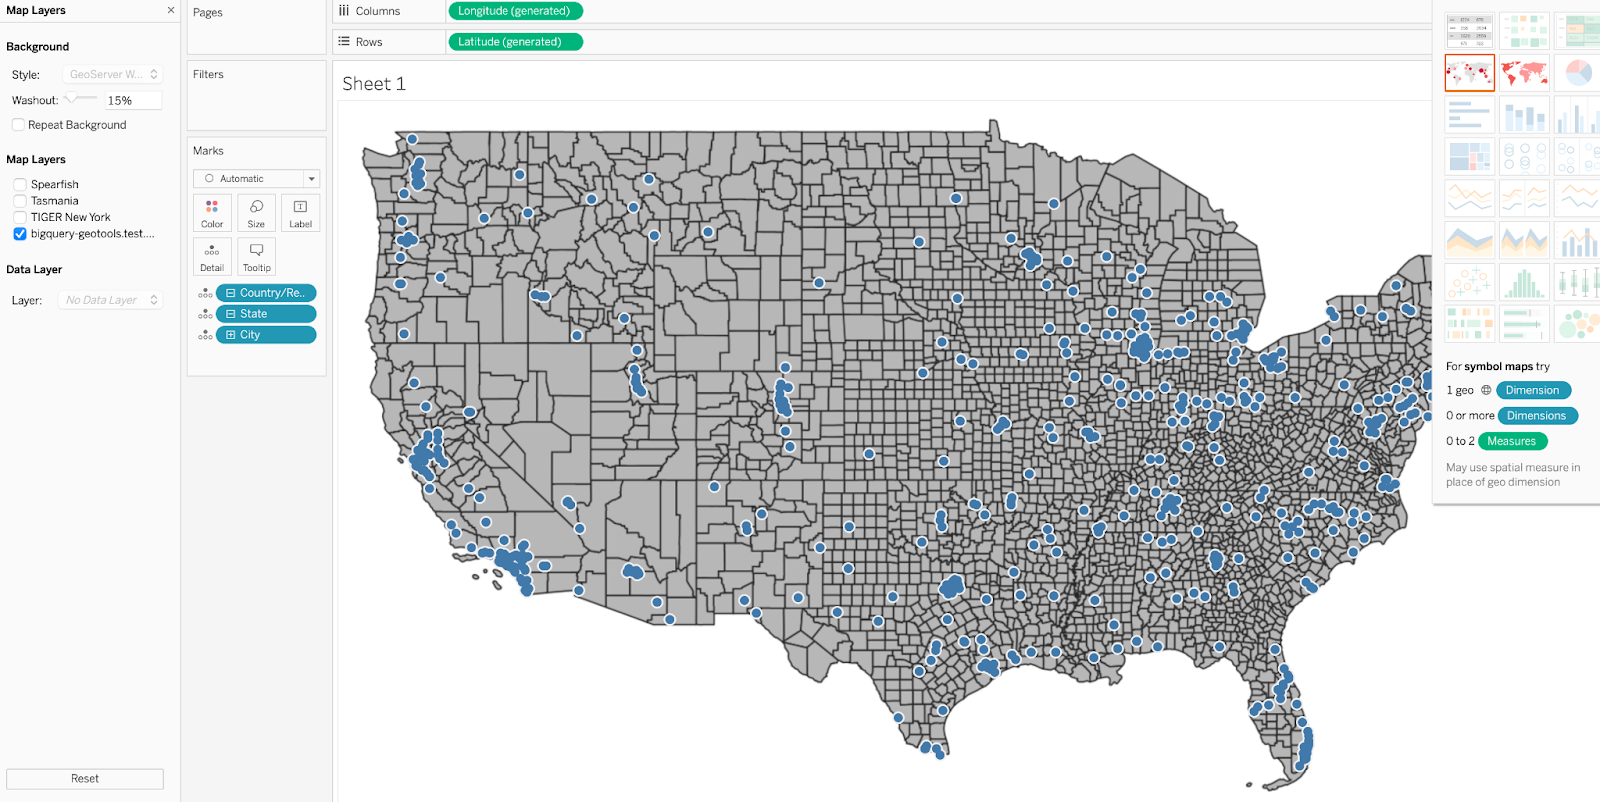 Map Layers
Background
Style: GeoServer W...
Washout: 15%
Repeat Background
Map Layers
Spearfish
Tasmania
TIGER New York
bigquery-geotools.test....
Data Layer
Layer: No Data Layer
Reset
Pages
Filters
Marks
Automatic
Color Size Label
Detail Tooltip
Country/Re..
State
City
Columns Longitude (generated)
Rows Latitude (generated)
Sheet 1
For symbol maps try
1 geo Dimension
0 or more Dimensions
0 to 2 Measures
May use spatial measure in
place of geo dimension